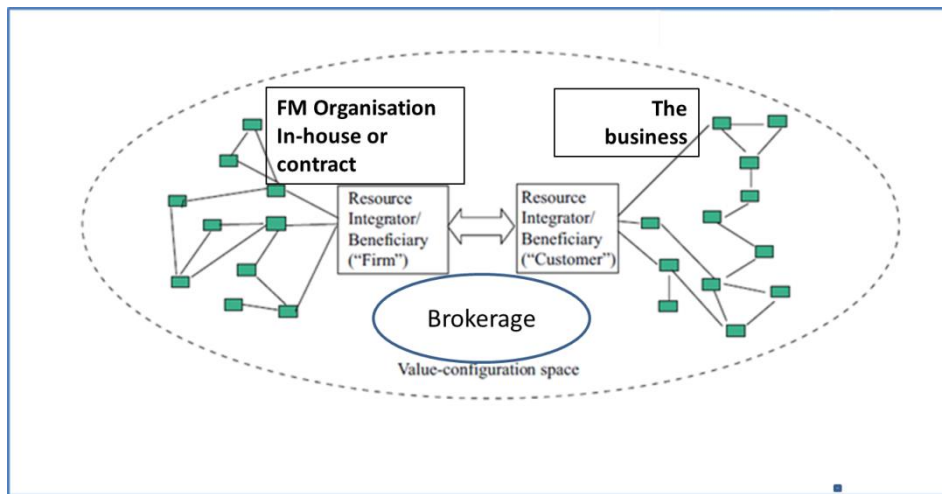 FM Organisation
In-house or
contract
The
business
Resource
Integrator/
Beneficiary
("Firm")
Resource
Integrator/
Beneficiary
("Customer")
Brokerage
Value-configuration space